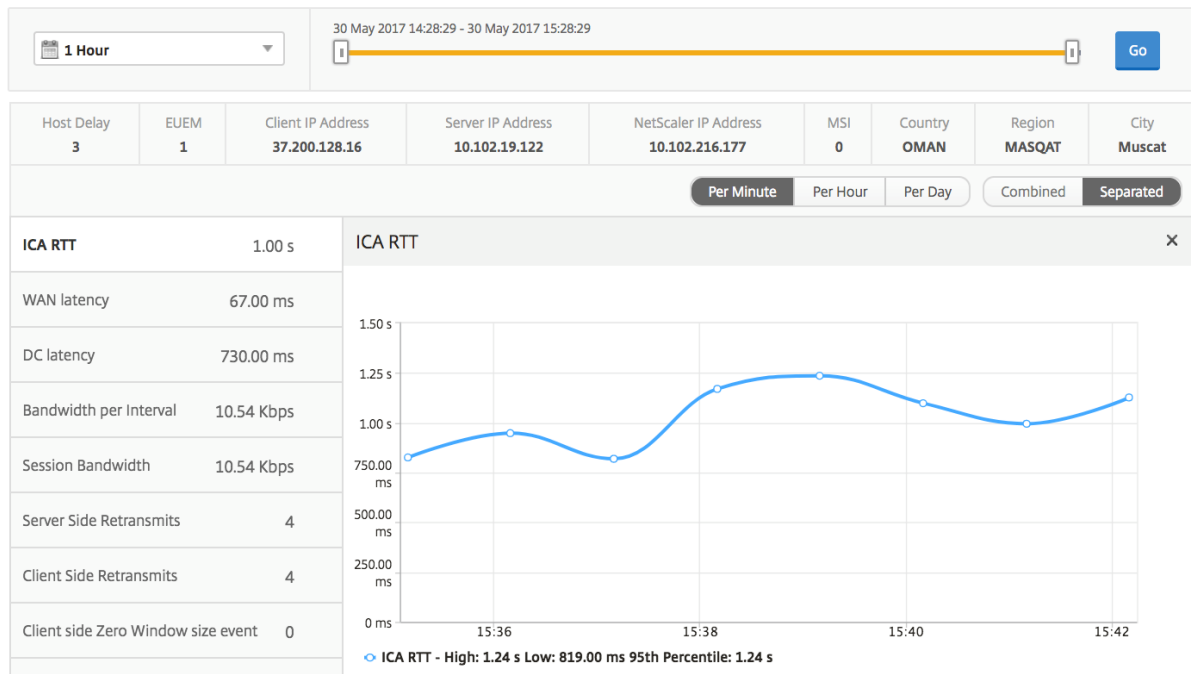 1 Hour
30 May 2017 14:28:29 - 30 May 2017 15:28:29
Go
Host Delay EUEM Client IP Address Server IP Address NetScaler IP Address MSI Country Region City
3 1 37.200.128.16 10.102.19.122 10.102.216.177 0 OMAN MASQAT Muscat
Per Minute Per Hour Per Day Combined Separated
ICA RTT 1.00 s
WAN latency 67.00 ms
DC latency 730.00 ms
Bandwidth per Interval 10.54 Kbps
Session Bandwidth 10.54 Kbps
Server Side Retransmits 4
Client Side Retransmits 4
Client side Zero Window size event 0
ICA RTT ×
1.50 s
1.25 s
1.00 s
750.00
ms
500.00
ms
250.00
ms
0 ms
15:36 15:38 15:40 15:42
ICA RTT - High: 1.24 s Low: 819.00 ms 95th Percentile: 1.24 s